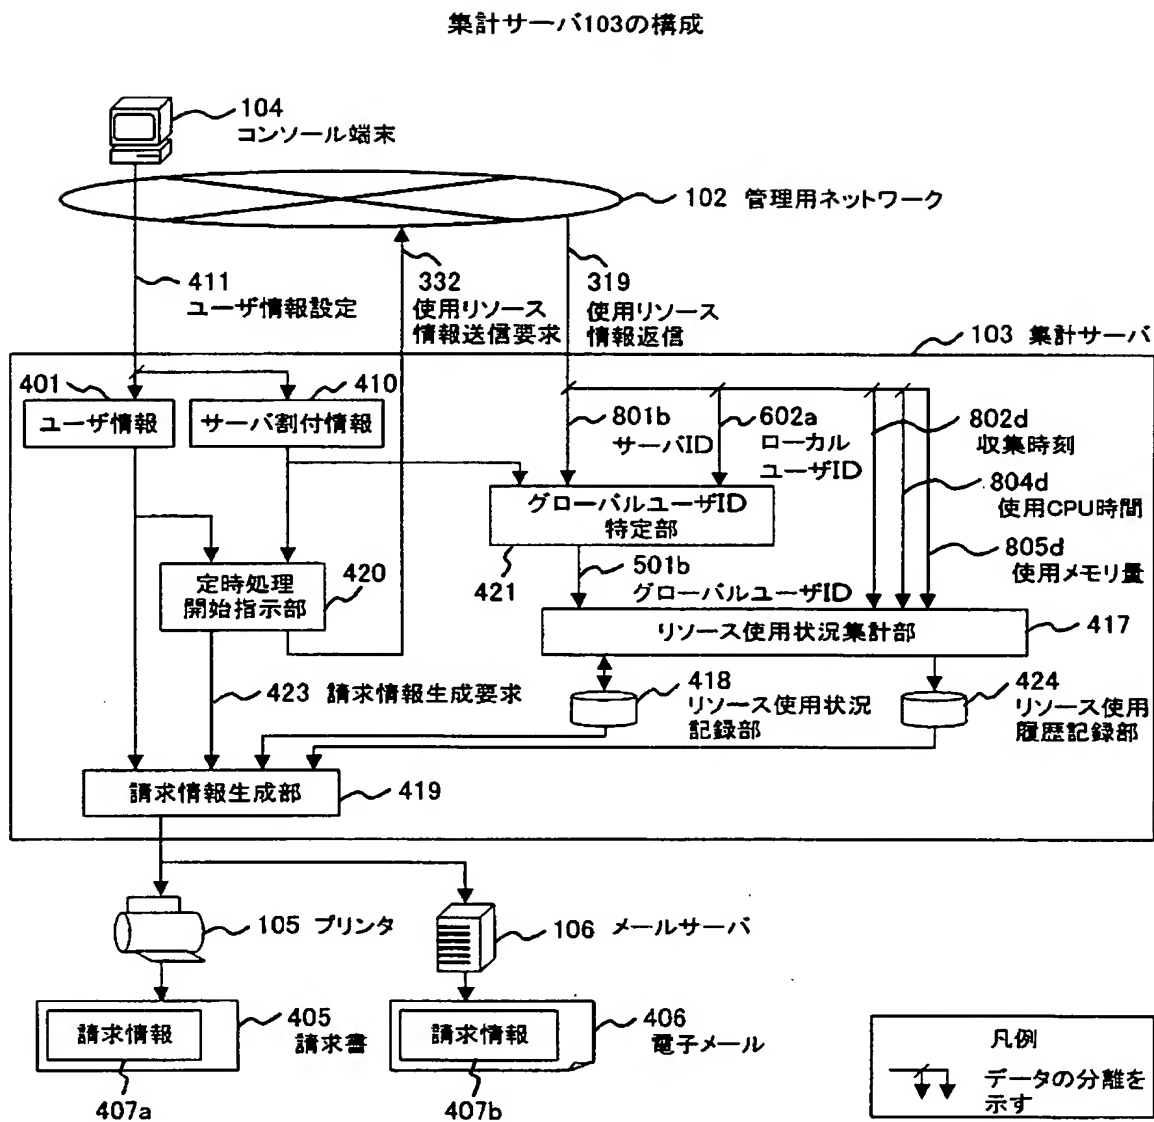 集計サーバ103の構成
104
コンソール端末
102 管理用ネットワーク
411
ユーザ情報設定
332
使用リソース
情報送信要求
319
使用リソース
情報返信
103 集計サーバ
401
ユーザ情報
410
サーバ割付情報
801b
サーバID
602a
ローカル
ユーザID
802d
収集時刻
804d
使用CPU時間
805d
使用メモリ量
グローバルユーザID
特定部
421
501b
グローバルユーザID
定時処理
開始指示部
420
リソース使用状況集計部
417
423 請求情報生成要求
418
リソース使用状況
記録部
424
リソース使用
履歴記録部
請求情報生成部
419
105 プリンタ
106 メールサーバ
請求情報
405
請求書
407a
請求情報
406
電子メール
407b
凡例
データの分離を
示す